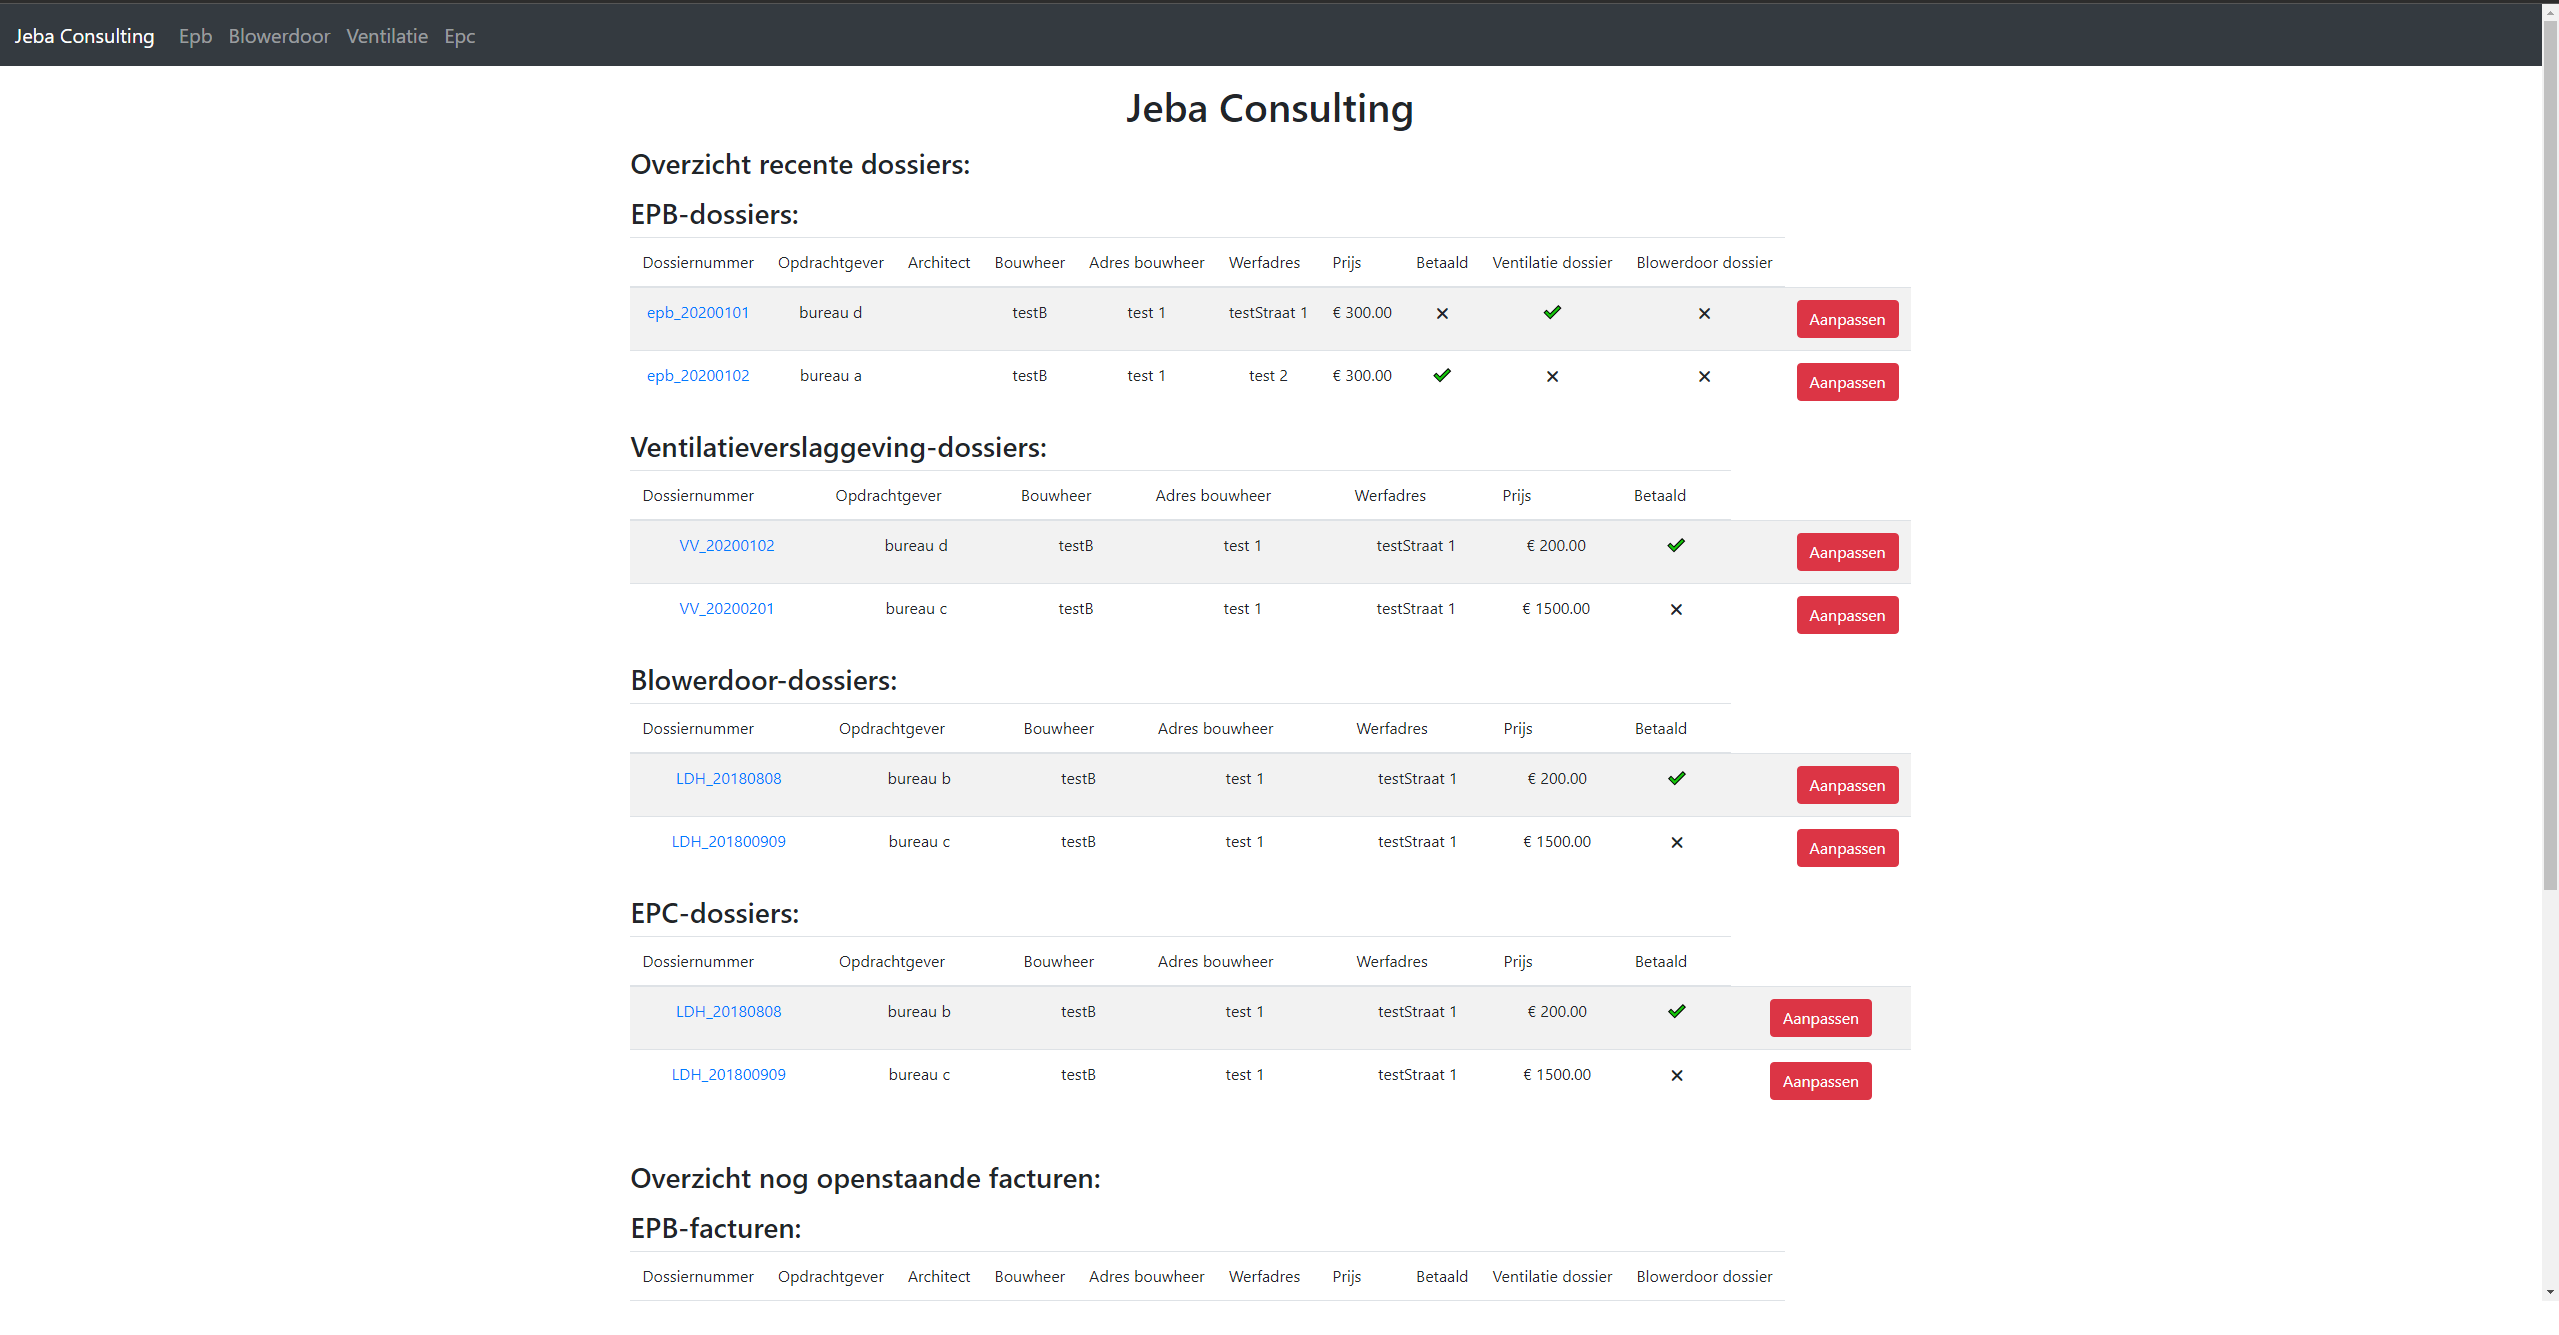 Jeba Consulting Epb Blowerdoor Ventilatie Epc
Jeba Consulting
Overzicht recente dossiers:
EPB-dossiers:
Dossiernummer Opdrachtgever Architect Bouwheer Adres bouwheer Werfadres Prijs Betaald Ventilatie dossier Blowerdoor dossier
epb_20200101 bureau d testB test 1 testStraat 1 € 300.00 Aanpassen
epb_20200102 bureau a testB test 1 test 2 € 300.00 Aanpassen
Ventilatieverslaggeving-dossiers:
Dossiernummer Opdrachtgever Bouwheer Adres bouwheer Werfadres Prijs Betaald
VV_20200102 bureau d testB test 1 testStraat 1 € 200.00 Aanpassen
VV_20200201 bureau c testB test 1 testStraat 1 € 1500.00 Aanpassen
Blowerdoor-dossiers:
Dossiernummer Opdrachtgever Bouwheer Adres bouwheer Werfadres Prijs Betaald
LDH_20180808 bureau b testB test 1 testStraat 1 € 200.00 Aanpassen
LDH_201800909 bureau c testB test 1 testStraat 1 € 1500.00 Aanpassen
EPC-dossiers:
Dossiernummer Opdrachtgever Bouwheer Adres bouwheer Werfadres Prijs Betaald
LDH_20180808 bureau b testB test 1 testStraat 1 € 200.00 Aanpassen
LDH_201800909 bureau c testB test 1 testStraat 1 € 1500.00 Aanpassen
Overzicht nog openstaande facturen:
EPB-facturen:
Dossiernummer Opdrachtgever Architect Bouwheer Adres bouwheer Werfadres Prijs Betaald Ventilatie dossier Blowerdoor dossier